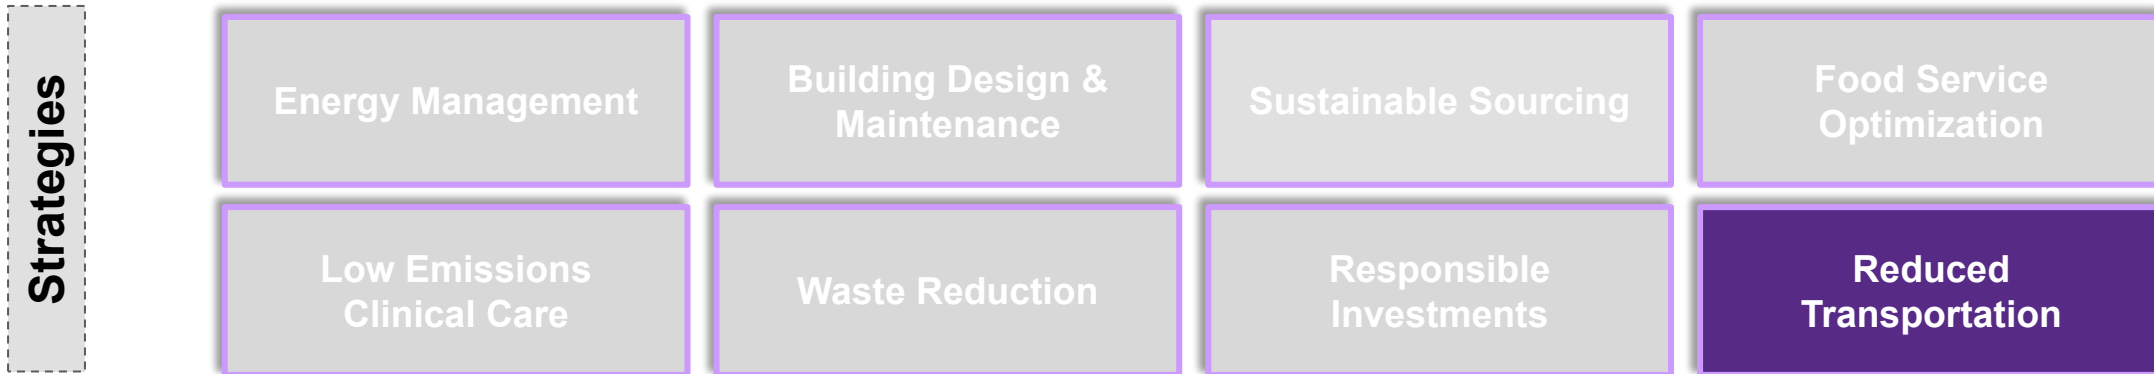 Strategies
Energy Management
Building Design &
Maintenance
Sustainable Sourcing
Food Service
Optimization
Low Emissions
Clinical Care
Waste Reduction
Responsible
Investments
Reduced
Transportation